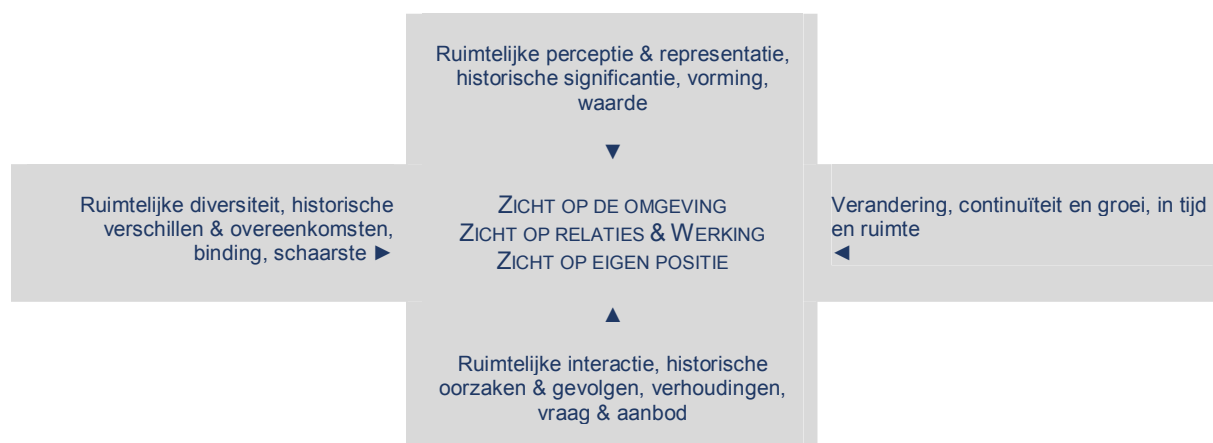 Ruimtelijke perceptie & representatie,
historische significantie, vorming,
waarde
▼
Ruimtelijke diversiteit, historische
verschillen & overeenkomsten,
binding, schaarste ►
ZICHT OP DE OMGEVING
ZICHT OP RELATIES & WERKING
ZICHT OP EIGEN POSITIE
Verandering, continuïteit en groei, in tijd
en ruimte
◄
▲
Ruimtelijke interactie, historische
oorzaken & gevolgen, verhoudingen,
vraag & aanbod